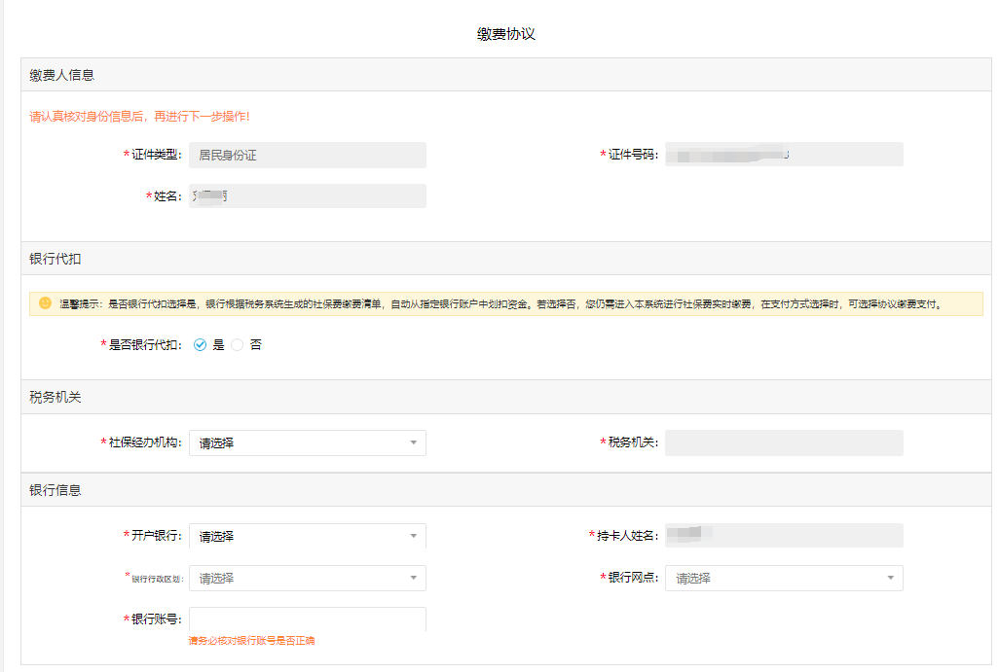 缴费协议
缴费人信息
请认真核对身份信息后，再进行下一步操作!
*证件类型: 居民身份证 *证件号码:
*姓名:
银行代扣
温馨提示：是否银行代扣选择是，银行根据税务系统生成的社保费缴费清单，自动从指定银行账户中划扣资金。若选择否，您仍需进入本系统进行社保费实时缴费，在支付方式选择时，可选择协议缴费支付。
*是否银行代扣: 是 否
税务机关
*社保经办机构: 请选择 *税务机关:
银行信息
*开户银行: 请选择 *持卡人姓名:
*银行行政区划: 请选择 *银行网点: 请选择
*银行账号:
请务必核对银行账号是否正确